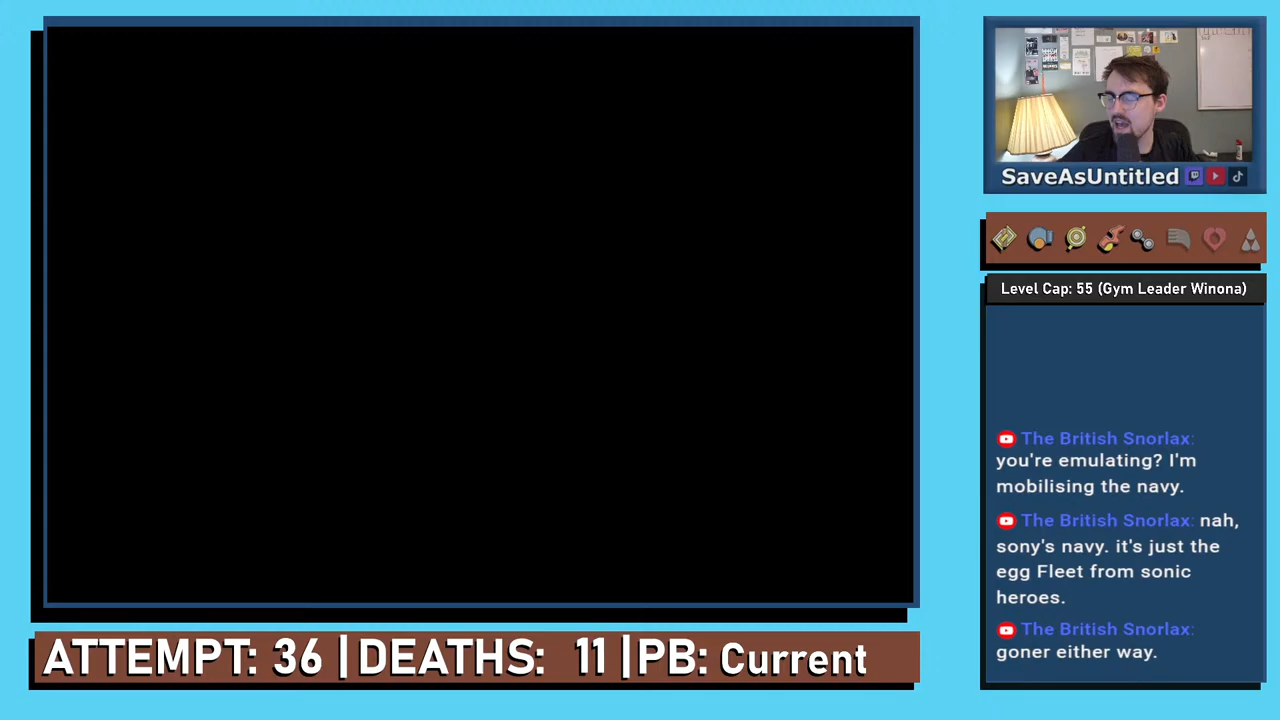 SaveAsUntitled
Level Cap: 55 (Gym Leader Winona)
The British Snorlax:
you're emulating? I'm
mobilising the navy.
The British Snorlax: nah,
sony's navy. it's just the
egg Fleet from sonic
heroes.
The British Snorlax:
goner either way.
ATTEMPT: 36 | DEATHS: 11 | PB: Current